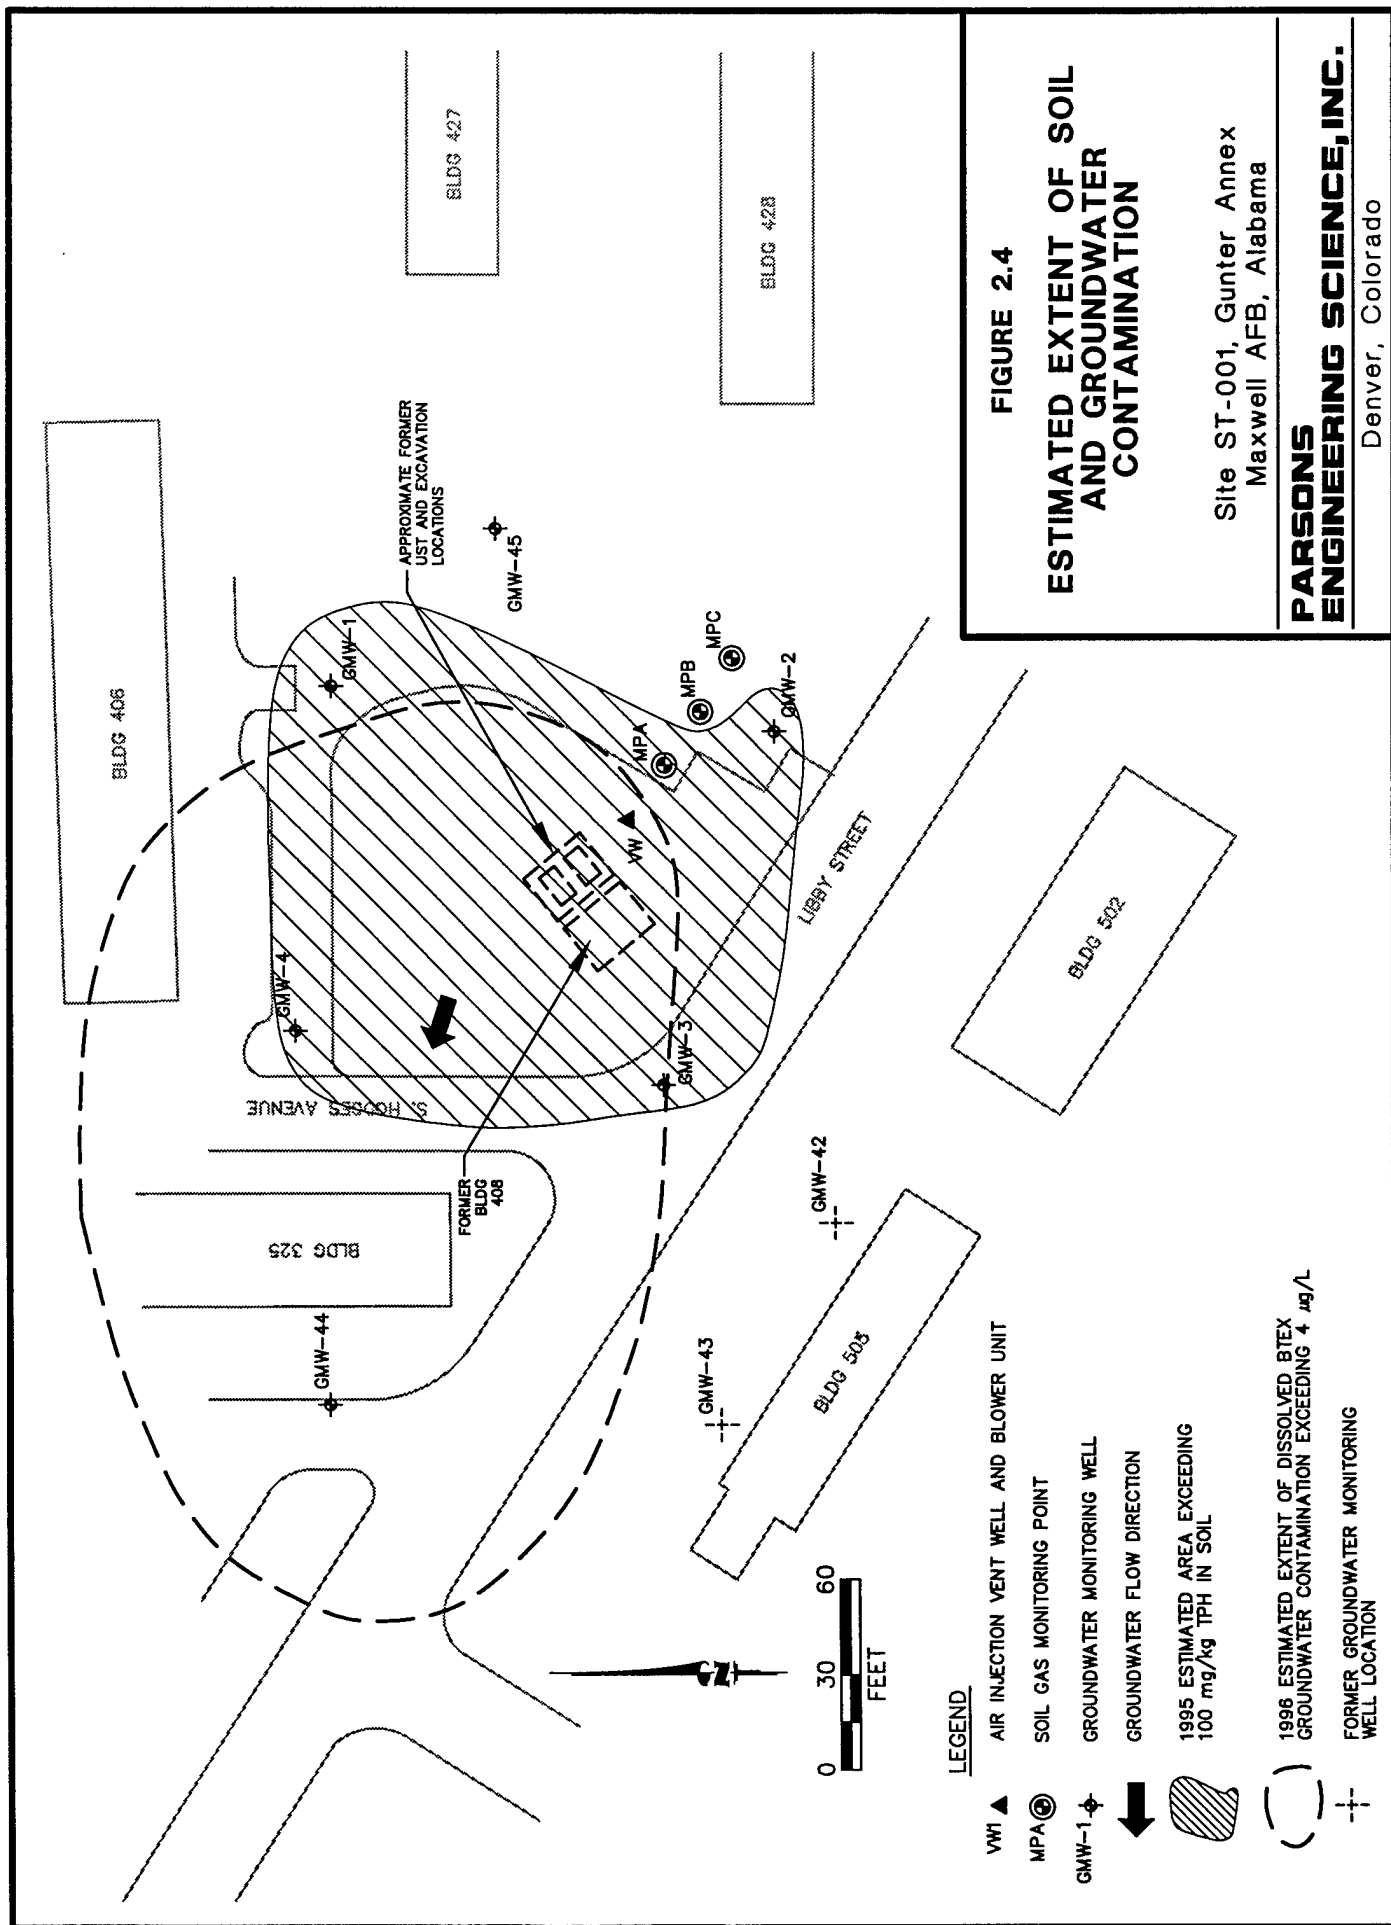 BLDG 406
BLDG 427
BLDG 428
APPROXIMATE FORMER
UST AND EXCAVATION
LOCATIONS
GMW-1
GMW-45
MPC
MPB
MPA
GMW-2
VW
GMW-4
GMW-3
S. HODGES AVENUE
LIBBY STREET
FORMER
BLDG
408
BLDG 325
BLDG 502
GMW-42
GMW-44
GMW-43
BLDG 505
N
0 30 60
FEET
LEGEND
VW1 AIR INJECTION VENT WELL AND BLOWER UNIT
MPA SOIL GAS MONITORING POINT
GMW-1 GROUNDWATER MONITORING WELL
GROUNDWATER FLOW DIRECTION
1995 ESTIMATED AREA EXCEEDING
100 mg/kg TPH IN SOIL
1996 ESTIMATED EXTENT OF DISSOLVED BTEX
GROUNDWATER CONTAMINATION EXCEEDING 4 µg/L
FORMER GROUNDWATER MONITORING
WELL LOCATION
FIGURE 2.4
ESTIMATED EXTENT OF SOIL
AND GROUNDWATER
CONTAMINATION
Site ST-001, Gunter Annex
Maxwell AFB, Alabama
PARSONS
ENGINEERING SCIENCE, INC.
Denver, Colorado